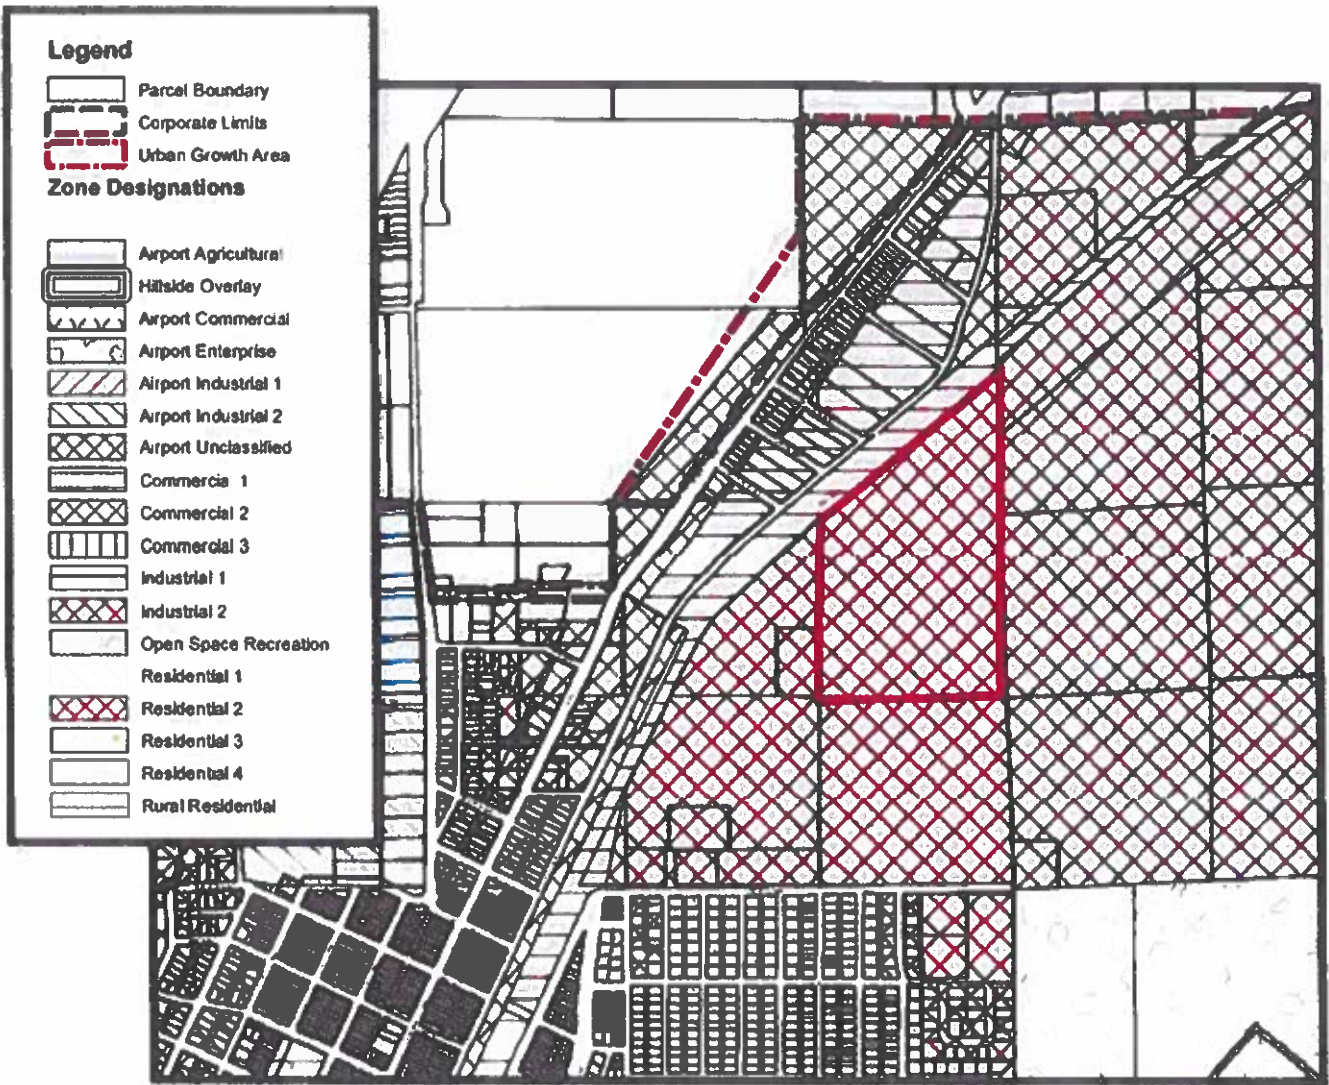 Legend
Parcel Boundary
Corporate Limits
Urban Growth Area
Zone Designations
Airport Agricultural
Hillside Overlay
Airport Commercial
Airport Enterprise
Airport Industrial 1
Airport Industrial 2
Airport Unclassified
Commercia 1
Commercial 2
Commercial 3
Industrial 1
Industrial 2
Open Space Recreation
Residential 1
Residential 2
Residential 3
Residential 4
Rural Residential